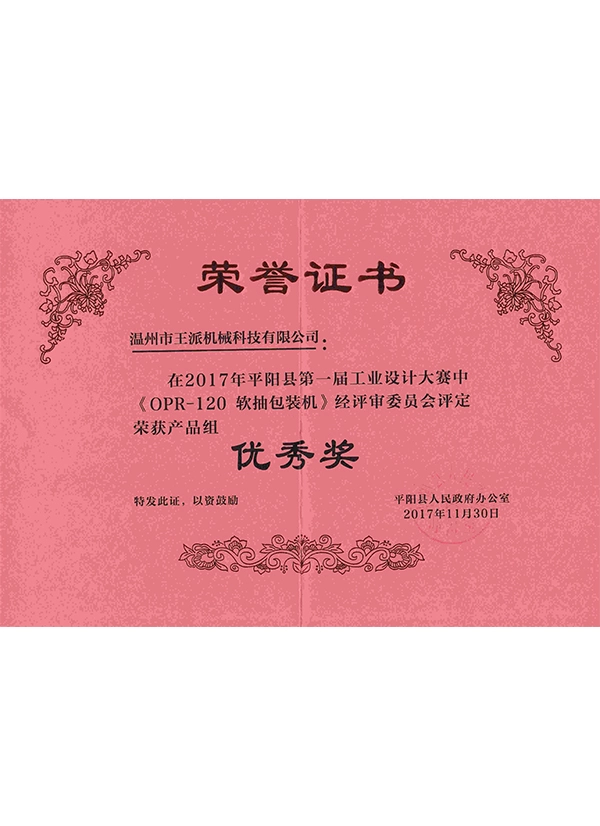 荣誉证书
温州市王派机械科技有限公司：
在2017年平阳县第一届工业设计大赛中
《OPR-120 软抽包装机》经评审委员会评定
荣获产品组
优秀奖
特发此证，以资鼓励
平阳县人民政府办公室
2017年11月30日